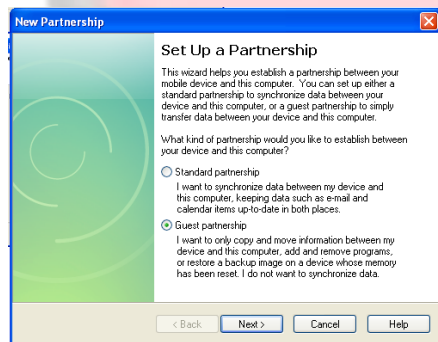 New Partnership
Set Up a Partnership
This wizard helps you establish a partnership between your
mobile device and this computer. You can set up either a
standard partnership to synchronize data between your
device and this computer, or a guest partnership to simply
transfer data between your device and this computer.
What kind of partnership would you like to establish between
your device and this computer?
Standard partnership
I want to synchronize data between my device and
this computer, keeping data such as e-mail and
calendar items up-to-date in both places.
Guest partnership
I want to only copy and move information between my
device and this computer, add and remove programs,
or restore a backup image on a device whose memory
has been reset. I do not want to synchronize data.
< Back
Next >
Cancel
Help